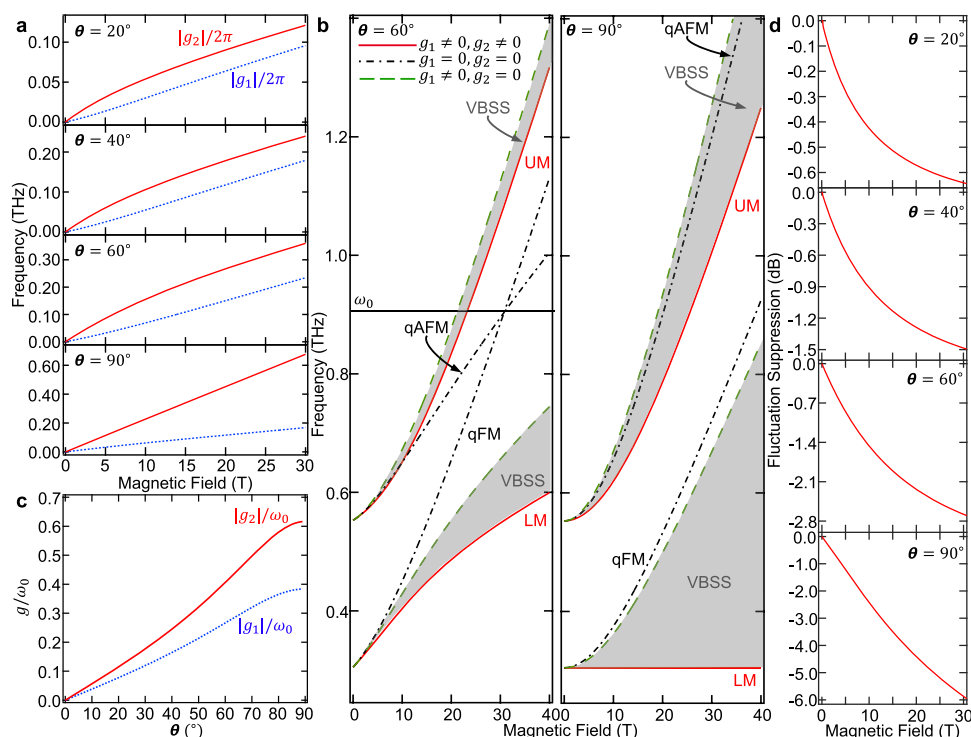 a
θ = 20°
|g₂|/2π
|g₁|/2π
0.10
0.05
0.00
θ = 40°
0.20
0.10
0.00
θ = 60°
0.30
0.20
0.10
0.00
θ = 90°
0.60
0.40
0.20
0.00
Frequency (THz)
0 5 10 15 20 25 30
Magnetic Field (T)
c
|g₂|/ω₀
|g₁|/ω₀
0.7
0.6
0.5
0.4
0.3
0.2
0.1
0.0
g/ω₀
0 10 20 30 40 50 60 70 80 90
θ (°)
b
θ = 60°
g₁ ≠ 0, g₂ ≠ 0
g₁ = 0, g₂ = 0
g₁ ≠ 0, g₂ = 0
VBSS
UM
ω₀
qAFM
qFM
VBSS
LM
1.2
1.0
0.8
0.6
0.4
Frequency (THz)
0 10 20 30 40
θ = 90°
qAFM
VBSS
UM
qFM
VBSS
LM
0 10 20 30 40
Magnetic Field (T)
d
0.0
-0.1
-0.2
-0.3
-0.4
-0.5
-0.6
θ = 20°
0.0
-0.3
-0.6
-0.9
-1.2
-1.5
θ = 40°
0.0
-0.7
-1.4
-2.1
-2.8
θ = 60°
0.0
-1.0
-2.0
-3.0
-4.0
-5.0
-6.0
θ = 90°
Fluctuation Suppression (dB)
0 10 20 30
Magnetic Field (T)